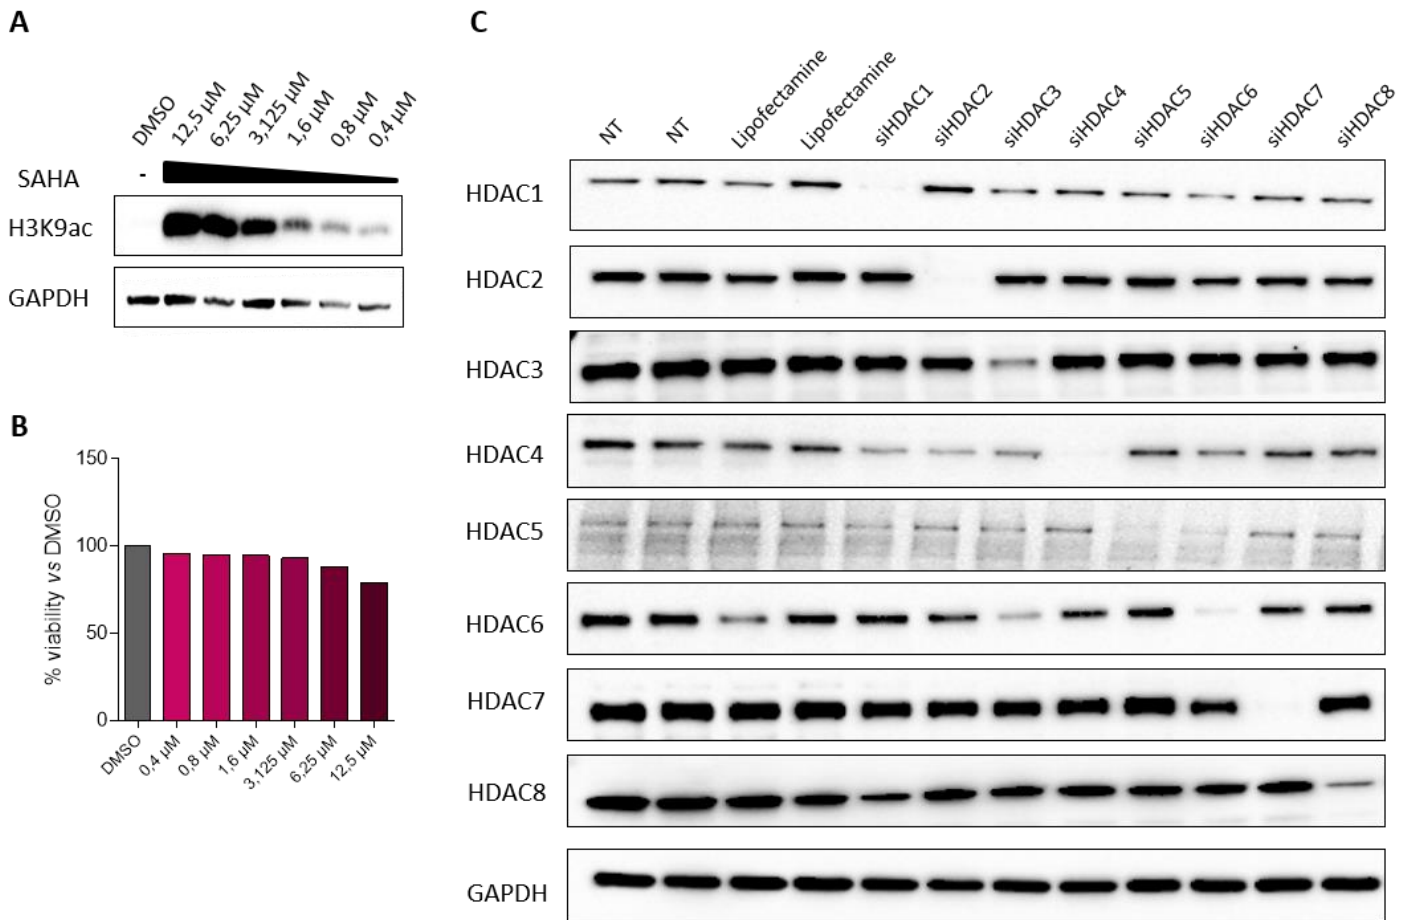 A
DMSO
12,5 µM
6,25 µM
3,125 µM
1,6 µM
0,8 µM
0,4 µM
SAHA -
H3K9ac
GAPDH
B
% viability vs DMSO
150
100
50
0
DMSO
0,4 µM
0,8 µM
1,6 µM
3,125 µM
6,25 µM
12,5 µM
C
NT
NT
Lipofectamine
Lipofectamine
siHDAC1
siHDAC2
siHDAC3
siHDAC4
siHDAC5
siHDAC6
siHDAC7
siHDAC8
HDAC1
HDAC2
HDAC3
HDAC4
HDAC5
HDAC6
HDAC7
HDAC8
GAPDH